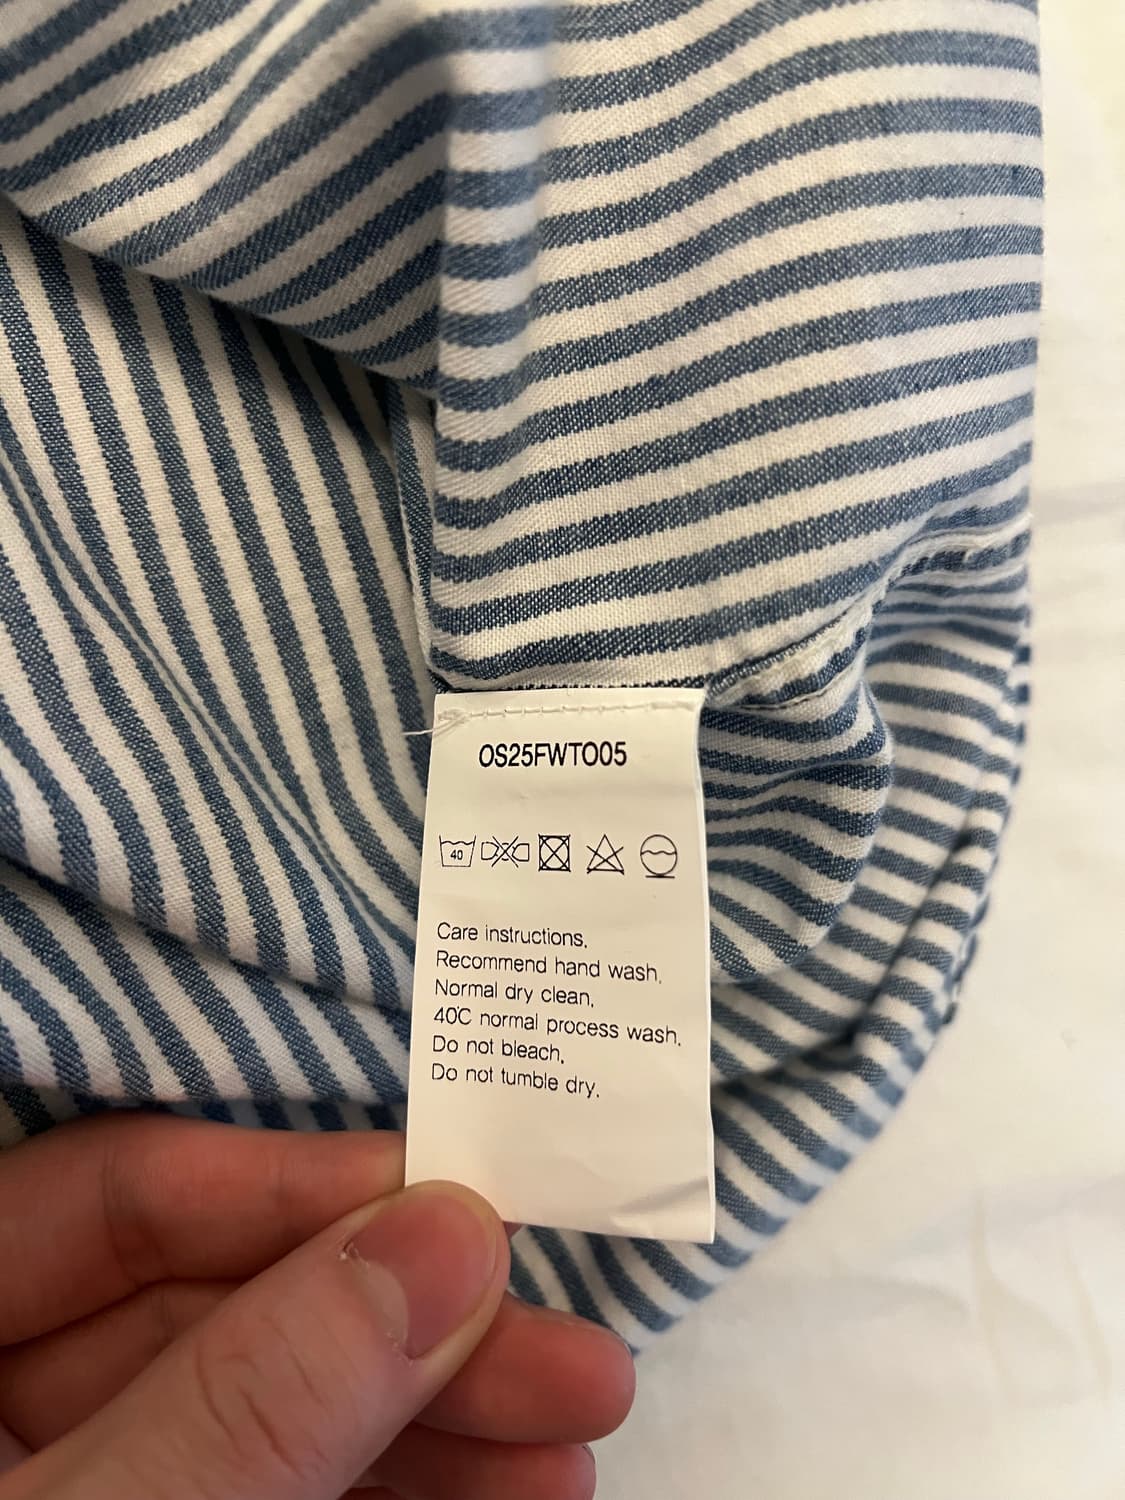 OS25FWTO05
40
Care instructions.
Recommend hand wash.
Normal dry clean.
40℃ normal process wash.
Do not bleach.
Do not tumble dry.